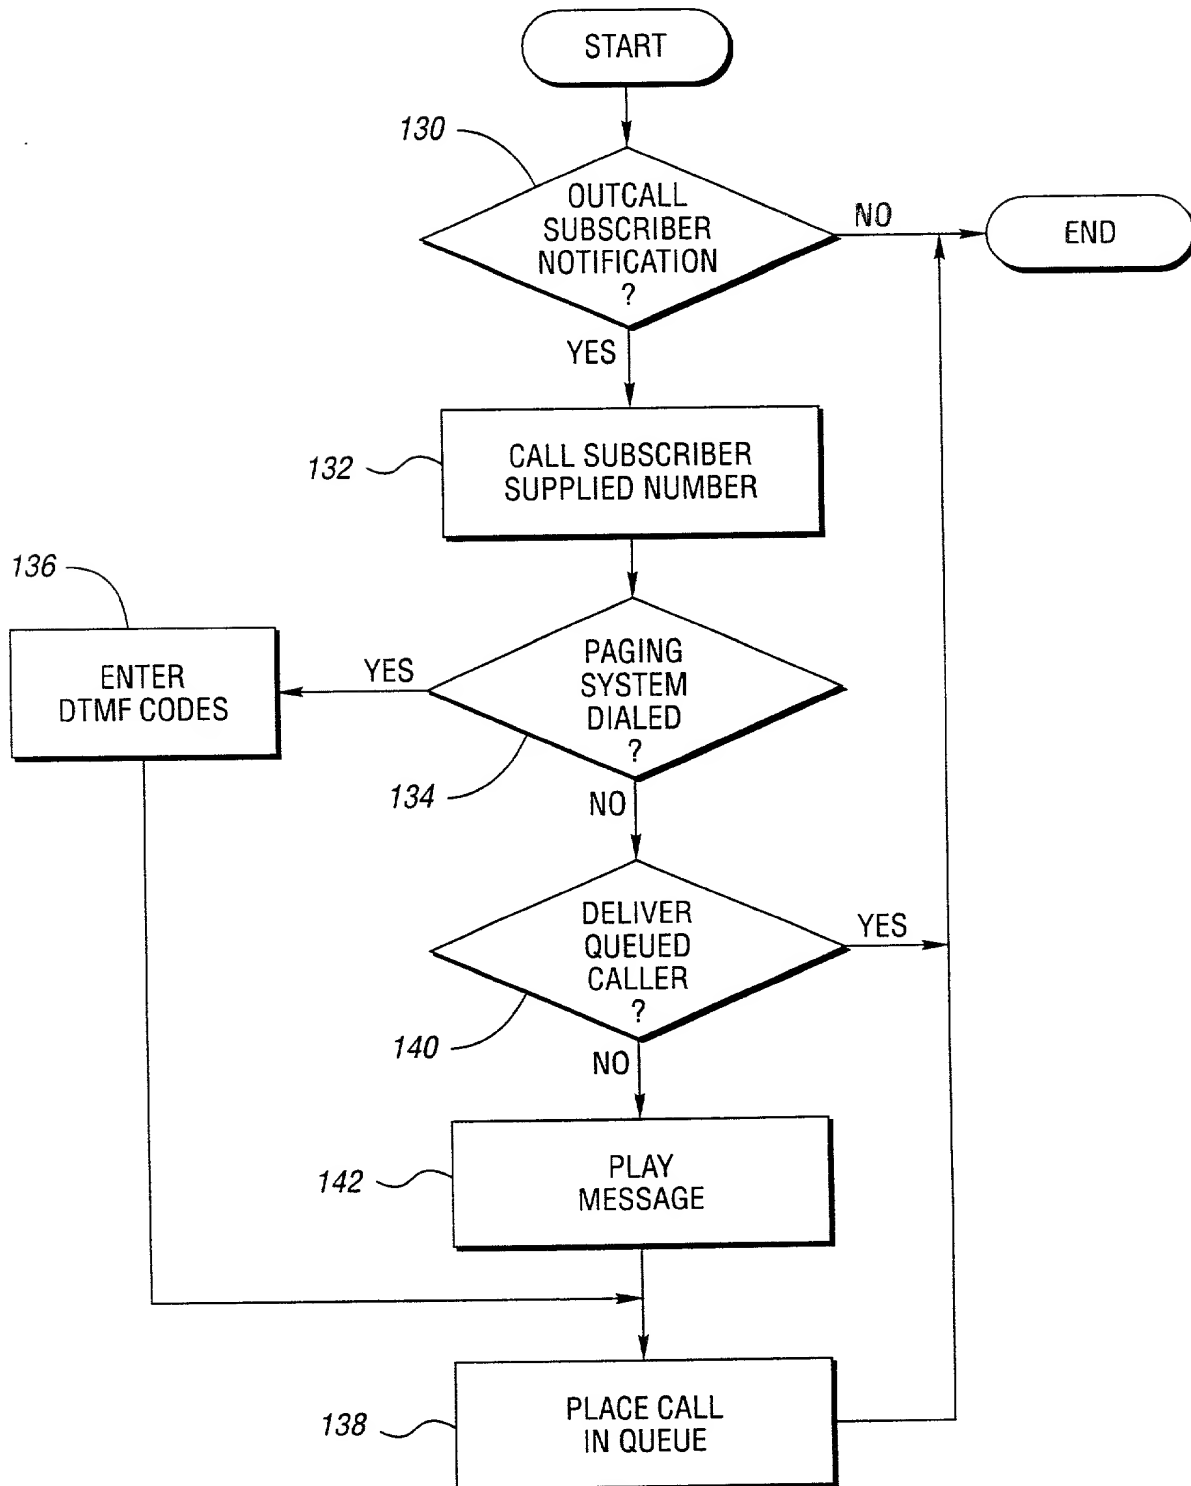 START
130
OUTCALL
SUBSCRIBER
NOTIFICATION
?
NO
END
YES
132
CALL SUBSCRIBER
SUPPLIED NUMBER
136
ENTER
DTMF CODES
YES
PAGING
SYSTEM
DIALED
?
134
NO
DELIVER
QUEUED
CALLER
?
YES
140
NO
142
PLAY
MESSAGE
138
PLACE CALL
IN QUEUE